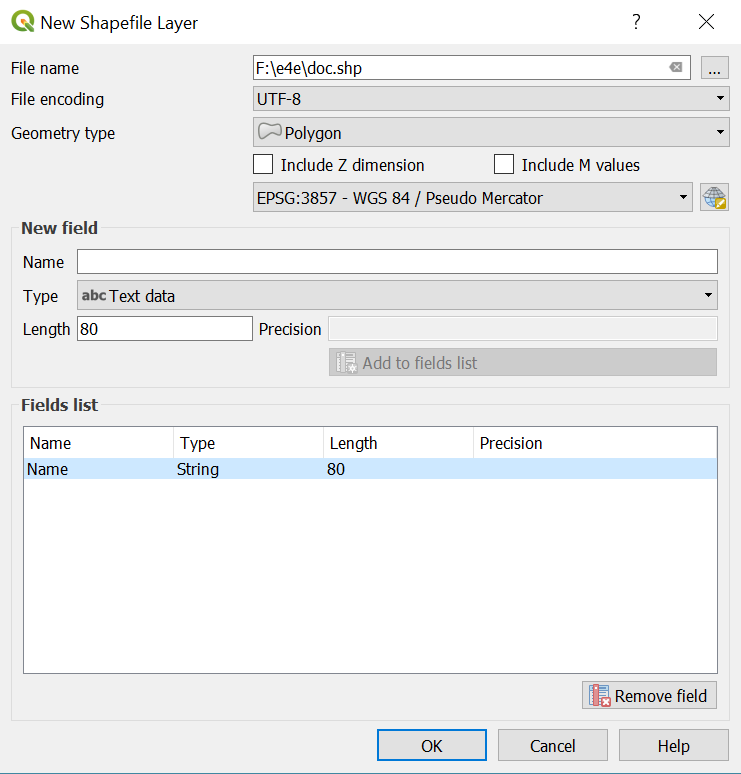 New Shapefile Layer ?
File name F:\e4e\doc.shp ...
File encoding UTF-8
Geometry type Polygon
Include Z dimension Include M values
EPSG:3857 - WGS 84 / Pseudo Mercator
New field
Name
Type abc Text data
Length 80 Precision
Add to fields list
Fields list
Name Type Length Precision
Name String 80
Remove field
OK Cancel Help